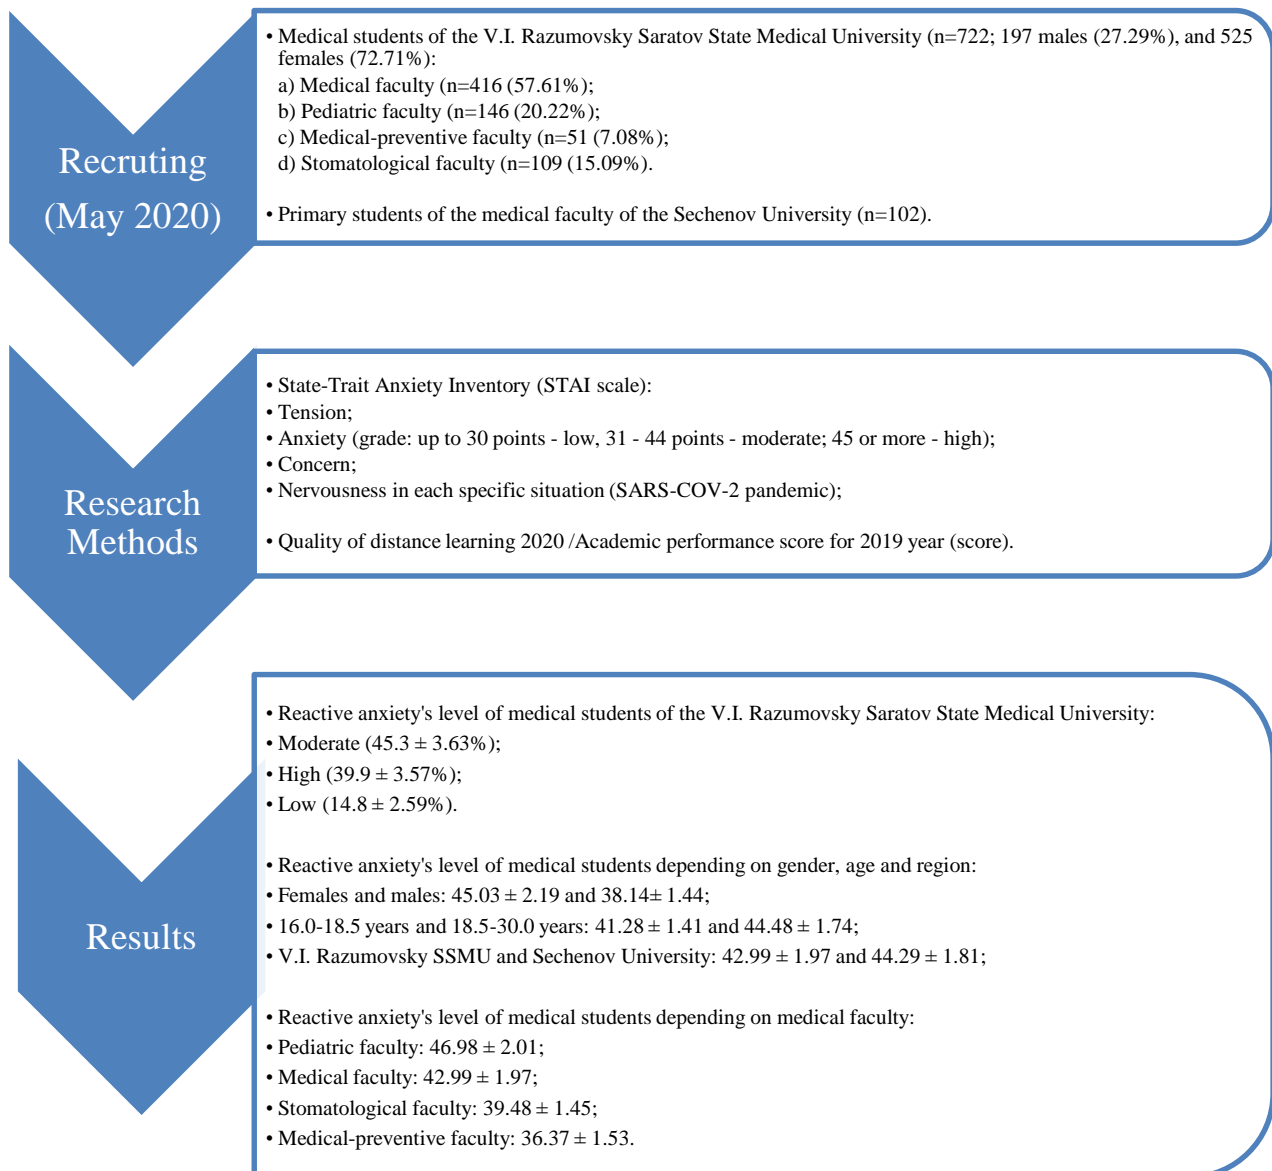 Recruting
(May 2020)
• Medical students of the V.I. Razumovsky Saratov State Medical University (n=722; 197 males (27.29%), and 525
females (72.71%):
a) Medical faculty (n=416 (57.61%);
b) Pediatric faculty (n=146 (20.22%);
c) Medical-preventive faculty (n=51 (7.08%);
d) Stomatological faculty (n=109 (15.09%).
• Primary students of the medical faculty of the Sechenov University (n=102).
Research
Methods
• State-Trait Anxiety Inventory (STAI scale):
• Tension;
• Anxiety (grade: up to 30 points - low, 31 - 44 points - moderate; 45 or more - high);
• Concern;
• Nervousness in each specific situation (SARS-COV-2 pandemic);
• Quality of distance learning 2020 /Academic performance score for 2019 year (score).
Results
• Reactive anxiety's level of medical students of the V.I. Razumovsky Saratov State Medical University:
• Moderate (45.3 ± 3.63%);
• High (39.9 ± 3.57%);
• Low (14.8 ± 2.59%).
• Reactive anxiety's level of medical students depending on gender, age and region:
• Females and males: 45.03 ± 2.19 and 38.14± 1.44;
• 16.0-18.5 years and 18.5-30.0 years: 41.28 ± 1.41 and 44.48 ± 1.74;
• V.I. Razumovsky SSMU and Sechenov University: 42.99 ± 1.97 and 44.29 ± 1.81;
• Reactive anxiety's level of medical students depending on medical faculty:
• Pediatric faculty: 46.98 ± 2.01;
• Medical faculty: 42.99 ± 1.97;
• Stomatological faculty: 39.48 ± 1.45;
• Medical-preventive faculty: 36.37 ± 1.53.